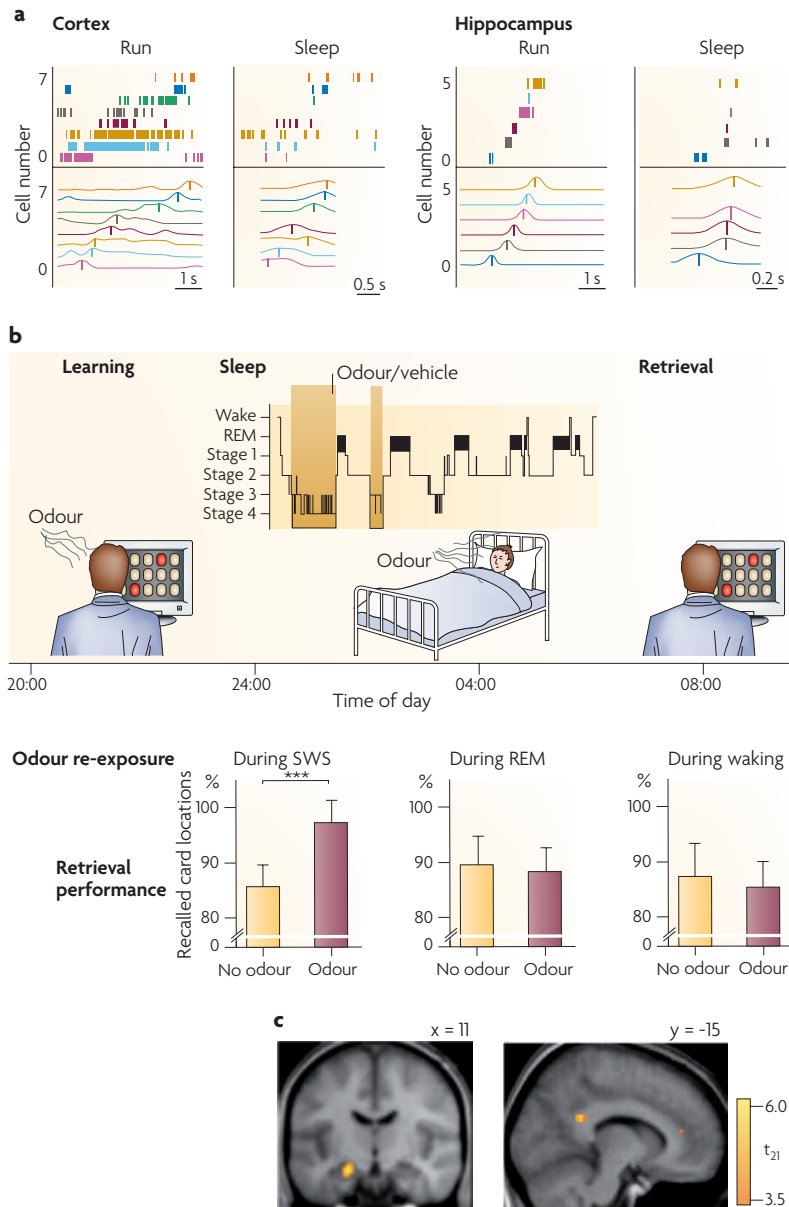 a
Cortex
Hippocampus
Run
Sleep
Run
Sleep
Cell number
7
0
7
0
1 s
0.5 s
Cell number
5
0
5
0
1 s
0.2 s
b
Learning
Sleep
Retrieval
Odour/vehicle
Wake
REM
Stage 1
Stage 2
Stage 3
Stage 4
Odour
Odour
20:00
24:00
04:00
08:00
Time of day
Odour re-exposure
During SWS
During REM
During waking
Retrieval
performance
Recalled card locations
%
***
100
90
80
0
No odour
Odour
%
100
90
80
0
No odour
Odour
%
100
90
80
0
No odour
Odour
c
x = 11
y = -15
6.0
t21
3.5